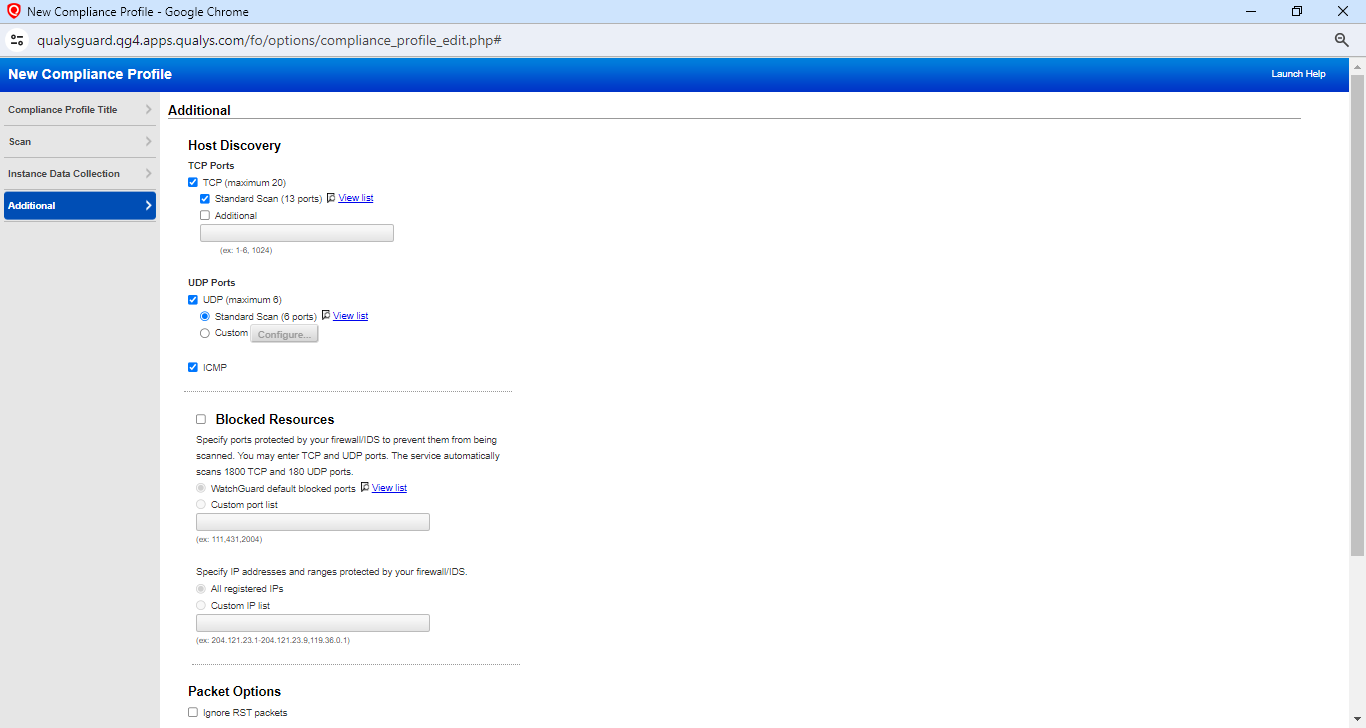 New Compliance Profile - Google Chrome
qualysguard.qg4.apps.qualys.com/fo/options/compliance_profile_edit.php#
New Compliance Profile
Launch Help
Compliance Profile Title
Scan
Instance Data Collection
Additional
Additional
Host Discovery
TCP Ports
TCP (maximum 20)
Standard Scan (13 ports) View list
Additional
(ex: 1-6, 1024)
UDP Ports
UDP (maximum 6)
Standard Scan (6 ports) View list
Custom Configure...
ICMP
Blocked Resources
Specify ports protected by your firewall/IDS to prevent them from being
scanned. You may enter TCP and UDP ports. The service automatically
scans 1800 TCP and 180 UDP ports.
WatchGuard default blocked ports View list
Custom port list
(ex: 111,431,2004)
Specify IP addresses and ranges protected by your firewall/IDS.
All registered IPs
Custom IP list
(ex: 204.121.23.1-204.121.23.9,119.36.0.1)
Packet Options
Ignore RST packets